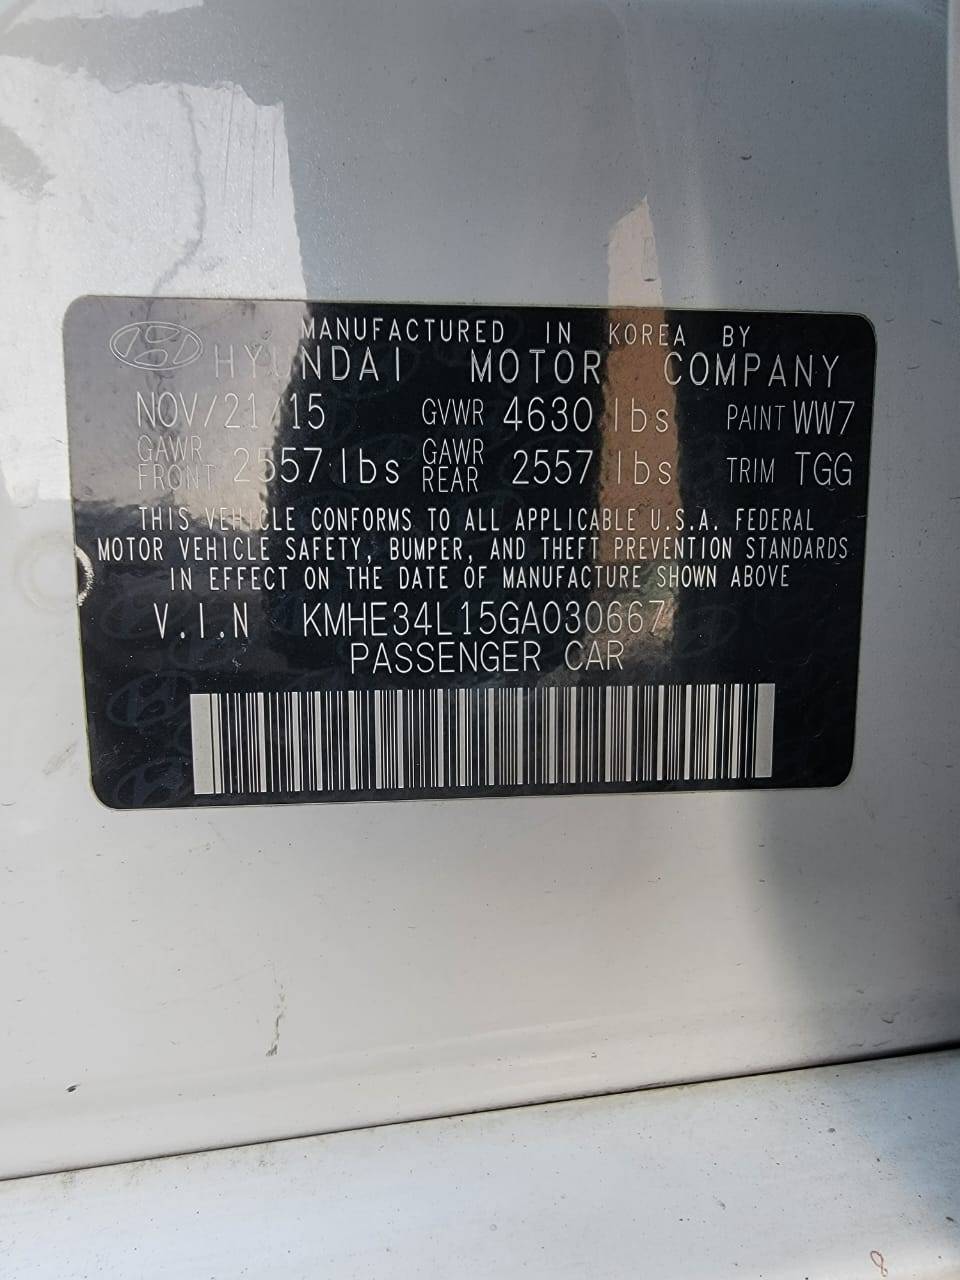 MANUFACTURED IN KOREA BY
HYUNDAI MOTOR COMPANY
NOV/21/15 GVWR 4630 lbs PAINT WW7
GAWR FRONT 2557 lbs GAWR REAR 2557 lbs TRIM TGG
THIS VEHICLE CONFORMS TO ALL APPLICABLE U.S.A. FEDERAL
MOTOR VEHICLE SAFETY, BUMPER, AND THEFT PREVENTION STANDARDS
IN EFFECT ON THE DATE OF MANUFACTURE SHOWN ABOVE
V.I.N KMHE34L15GA030667
PASSENGER CAR